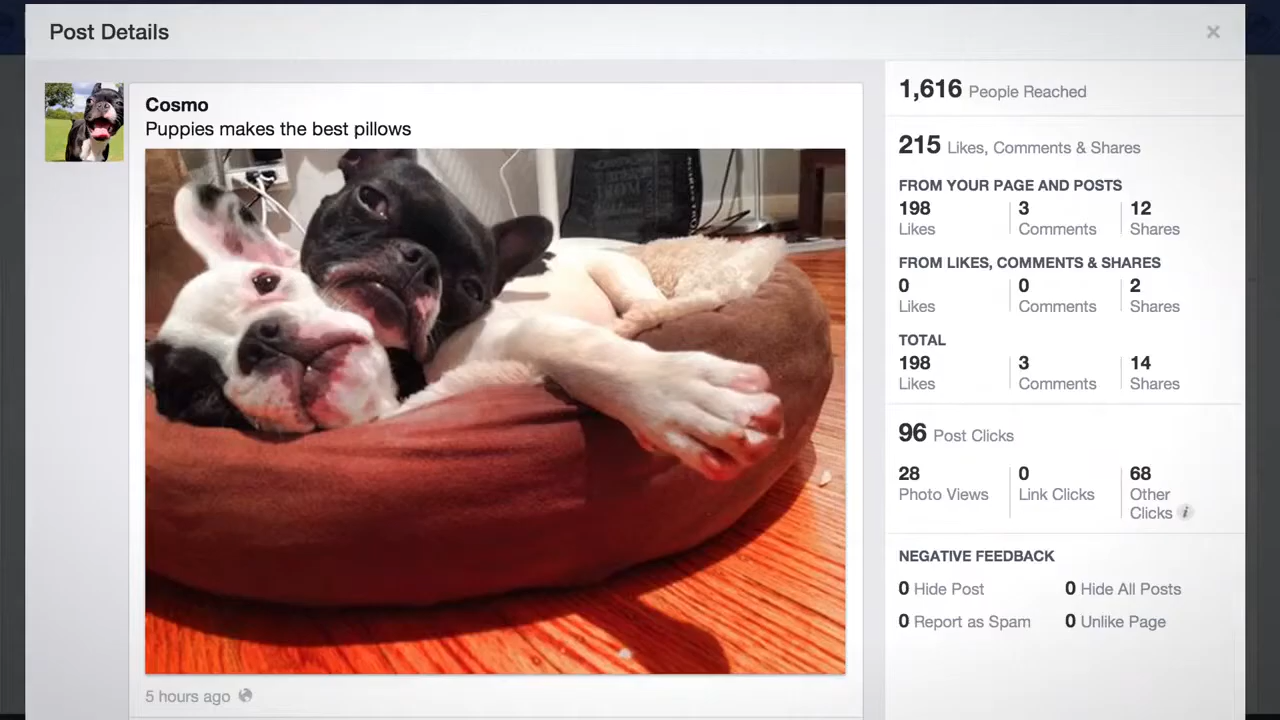 Post Details
×
Cosmo
Puppies makes the best pillows
5 hours ago
1,616 People Reached
215 Likes, Comments & Shares
FROM YOUR PAGE AND POSTS
198 3 12
Likes Comments Shares
FROM LIKES, COMMENTS & SHARES
0 0 2
Likes Comments Shares
TOTAL
198 3 14
Likes Comments Shares
96 Post Clicks
28 0 68
Photo Views Link Clicks Other
Clicks i
NEGATIVE FEEDBACK
0 Hide Post 0 Hide All Posts
0 Report as Spam 0 Unlike Page